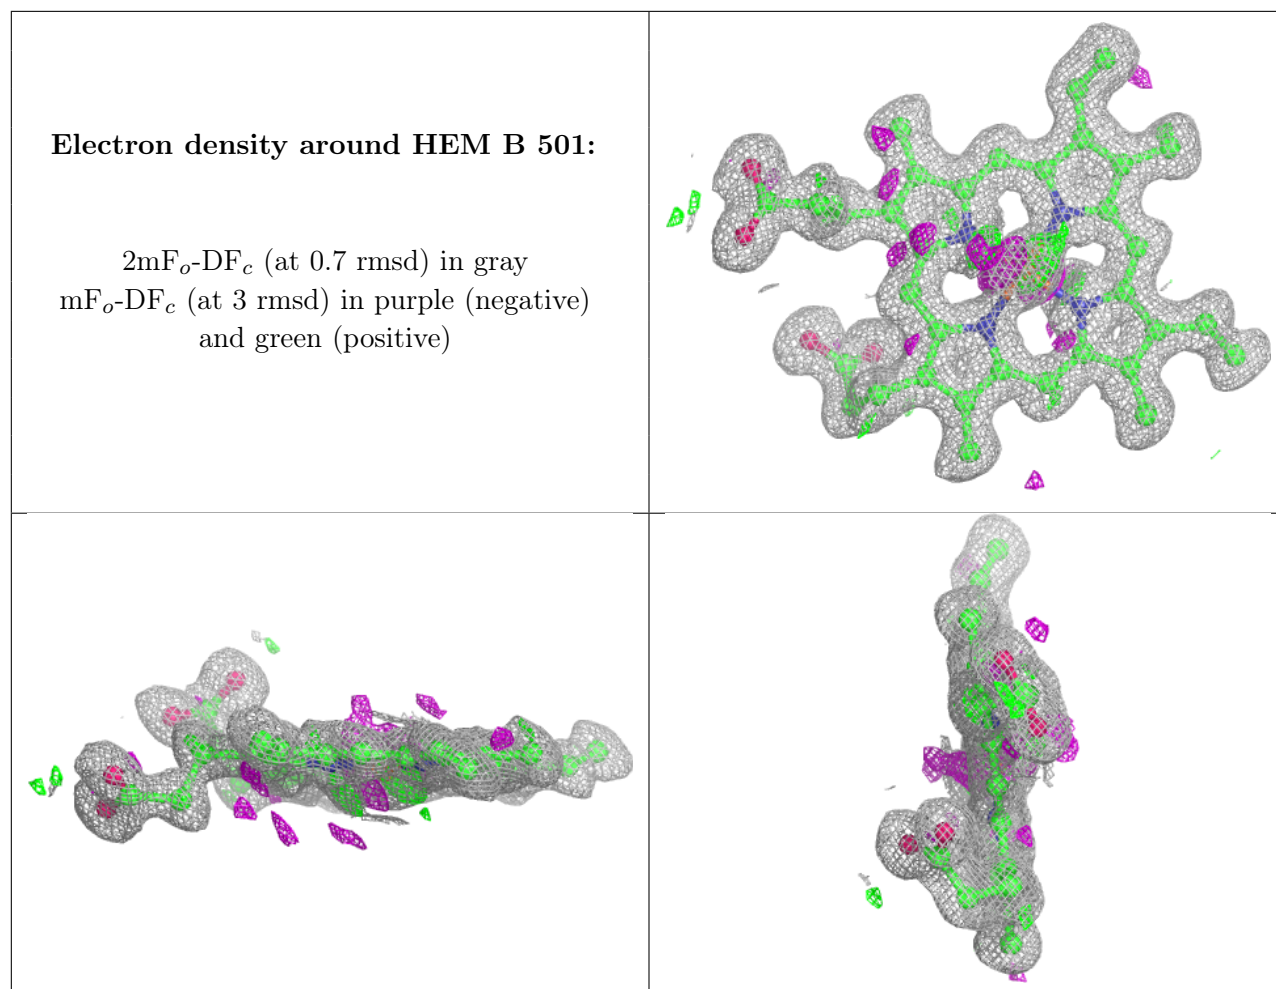 Electron density around HEM B 501:
2mFo-DFc (at 0.7 rmsd) in gray
mFo-DFc (at 3 rmsd) in purple (negative)
and green (positive)